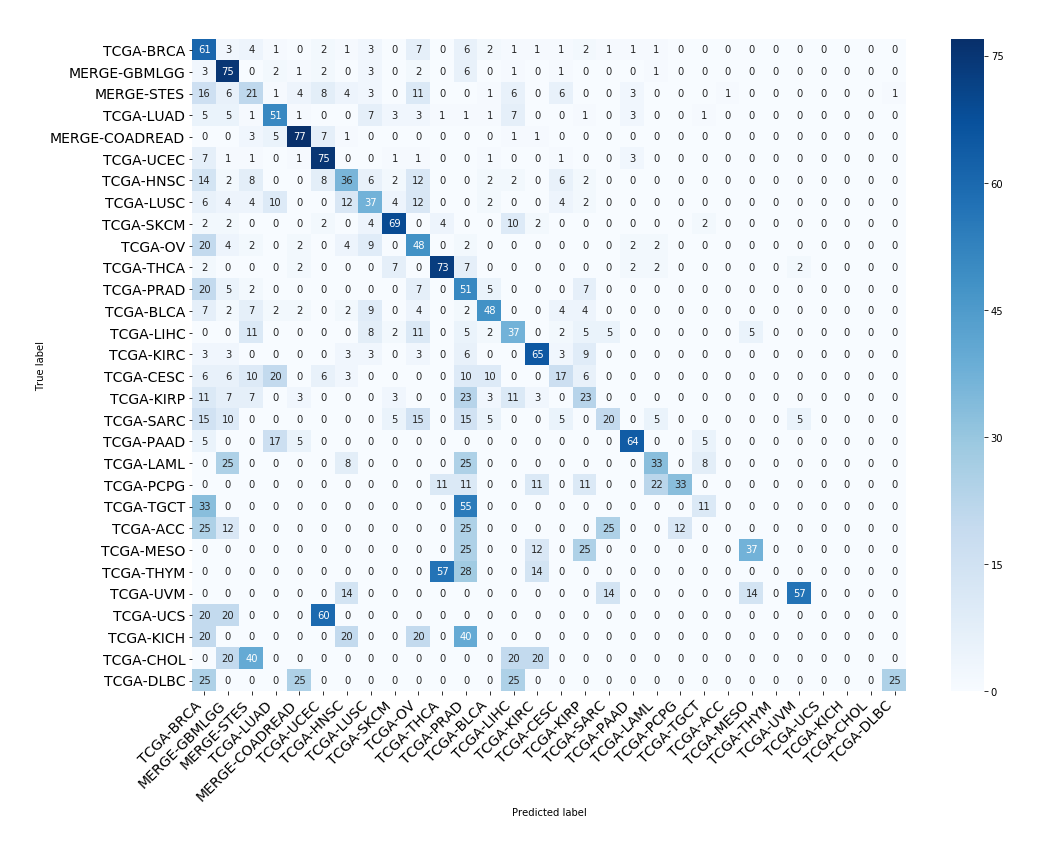 TCGA-BRCA 61 3 4 1 0 2 1 3 0 7 0 6 2 1 1 1 2 1 1 1 0 0 0 0 0 0 0 0 0 0
MERGE-GBMLGG 3 75 0 2 1 2 0 3 0 2 0 6 0 1 0 1 0 0 0 1 0 0 0 0 0 0 0 0 0 0
MERGE-STES 16 6 21 1 4 8 4 3 0 11 0 0 1 6 0 6 0 0 3 0 0 0 1 0 0 0 0 0 0 1
TCGA-LUAD 5 5 1 51 0 0 0 7 3 3 1 1 1 7 0 0 1 0 3 0 0 1 0 0 0 0 0 0 0 0
MERGE-COADREAD 0 0 3 5 77 7 1 0 0 0 0 0 0 1 1 0 0 0 0 0 0 0 0 0 0 0 0 0 0 0
TCGA-UCEC 7 1 1 0 1 75 0 0 1 1 0 0 1 0 0 1 0 0 3 0 0 0 0 0 0 0 0 0 0 0
TCGA-HNSC 14 2 8 0 0 8 36 6 2 12 0 0 2 2 0 6 2 0 0 0 0 0 0 0 0 0 0 0 0 0
TCGA-LUSC 6 4 4 10 0 0 12 37 4 12 0 0 2 0 0 4 2 0 0 0 0 0 0 0 0 0 0 0 0 0
TCGA-SKCM 2 2 0 0 0 2 0 4 69 0 4 0 0 10 2 0 0 0 0 0 0 2 0 0 0 0 0 0 0 0
TCGA-OV 20 4 2 0 2 0 4 9 0 48 0 2 0 0 0 0 0 0 2 2 0 0 0 0 0 0 0 0 0 0
TCGA-THCA 2 0 0 0 2 0 0 0 7 0 73 7 0 0 0 0 0 0 2 2 0 0 0 0 0 2 0 0 0 0
TCGA-PRAD 20 5 2 0 0 0 0 0 0 7 0 51 5 0 0 0 7 0 0 0 0 0 0 0 0 0 0 0 0 0
TCGA-BLCA 7 2 7 2 2 0 2 9 0 4 0 2 48 0 0 4 4 0 0 0 0 0 0 0 0 0 0 0 0 0
TCGA-LIHC 0 0 11 0 0 0 0 8 2 11 0 5 2 37 0 2 5 5 0 0 0 0 0 5 0 0 0 0 0 0
TCGA-KIRC 3 3 0 0 0 0 3 3 0 3 0 6 0 0 65 3 9 0 0 0 0 0 0 0 0 0 0 0 0 0
TCGA-CESC 6 6 10 20 0 6 3 0 0 0 0 10 10 0 0 17 6 0 0 0 0 0 0 0 0 0 0 0 0 0
TCGA-KIRP 11 7 7 0 3 0 0 0 3 0 0 23 3 11 3 0 23 0 0 0 0 0 0 0 0 0 0 0 0 0
TCGA-SARC 15 10 0 0 0 0 0 0 5 15 0 15 5 0 0 5 0 20 0 5 0 0 0 0 0 5 0 0 0 0
TCGA-PAAD 5 0 0 17 5 0 0 0 0 0 0 0 0 0 0 0 0 0 64 0 0 5 0 0 0 0 0 0 0 0
TCGA-LAML 0 25 0 0 0 0 8 0 0 0 0 25 0 0 0 0 0 0 0 33 0 8 0 0 0 0 0 0 0 0
TCGA-PCPG 0 0 0 0 0 0 0 0 0 0 11 11 0 0 11 0 11 0 0 22 33 0 0 0 0 0 0 0 0 0
TCGA-TGCT 33 0 0 0 0 0 0 0 0 0 0 55 0 0 0 0 0 0 0 0 0 11 0 0 0 0 0 0 0 0
TCGA-ACC 25 12 0 0 0 0 0 0 0 0 0 25 0 0 0 0 0 25 0 0 12 0 0 0 0 0 0 0 0 0
TCGA-MESO 0 0 0 0 0 0 0 0 0 0 0 25 0 0 12 0 25 0 0 0 0 0 0 37 0 0 0 0 0 0
TCGA-THYM 0 0 0 0 0 0 0 0 0 0 57 28 0 0 14 0 0 0 0 0 0 0 0 0 0 0 0 0 0 0
TCGA-UVM 0 0 0 0 0 0 14 0 0 0 0 0 0 0 0 0 0 14 0 0 0 0 0 14 0 57 0 0 0 0
TCGA-UCS 20 20 0 0 0 60 0 0 0 0 0 0 0 0 0 0 0 0 0 0 0 0 0 0 0 0 0 0 0 0
TCGA-KICH 20 0 0 0 0 0 20 0 0 20 0 40 0 0 0 0 0 0 0 0 0 0 0 0 0 0 0 0 0 0
TCGA-CHOL 0 20 40 0 0 0 0 0 0 0 0 0 0 20 20 0 0 0 0 0 0 0 0 0 0 0 0 0 0 0
TCGA-DLBC 25 0 0 0 25 0 0 0 0 0 0 0 0 25 0 0 0 0 0 0 0 0 0 0 0 0 0 0 0 25
TCGA-BRCA
MERGE-GBMLGG
MERGE-STES
TCGA-LUAD
MERGE-COADREAD
TCGA-UCEC
TCGA-HNSC
TCGA-LUSC
TCGA-SKCM
TCGA-OV
TCGA-THCA
TCGA-PRAD
TCGA-BLCA
TCGA-LIHC
TCGA-KIRC
TCGA-CESC
TCGA-KIRP
TCGA-SARC
TCGA-PAAD
TCGA-LAML
TCGA-PCPG
TCGA-TGCT
TCGA-ACC
TCGA-MESO
TCGA-THYM
TCGA-UVM
TCGA-UCS
TCGA-KICH
TCGA-CHOL
TCGA-DLBC
Predicted label
True label
75
60
45
30
15
0